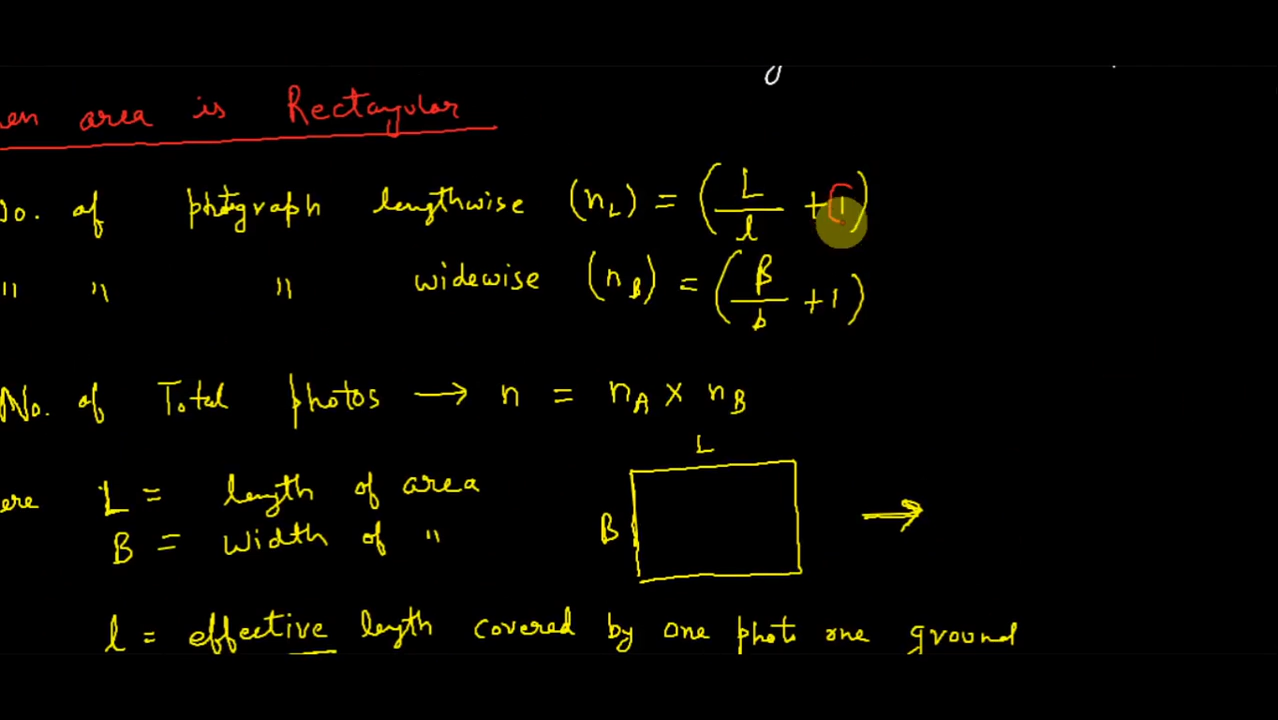 en area is Rectangular
No. of photograph lengthwise (nL) = (L/l + 1)
" " " widewise (nB) = (B/b + 1)
No. of Total photos → n = nA × nB
L
ere L = length of area
B = width of "
B
l = effective length covered by one photo one ground